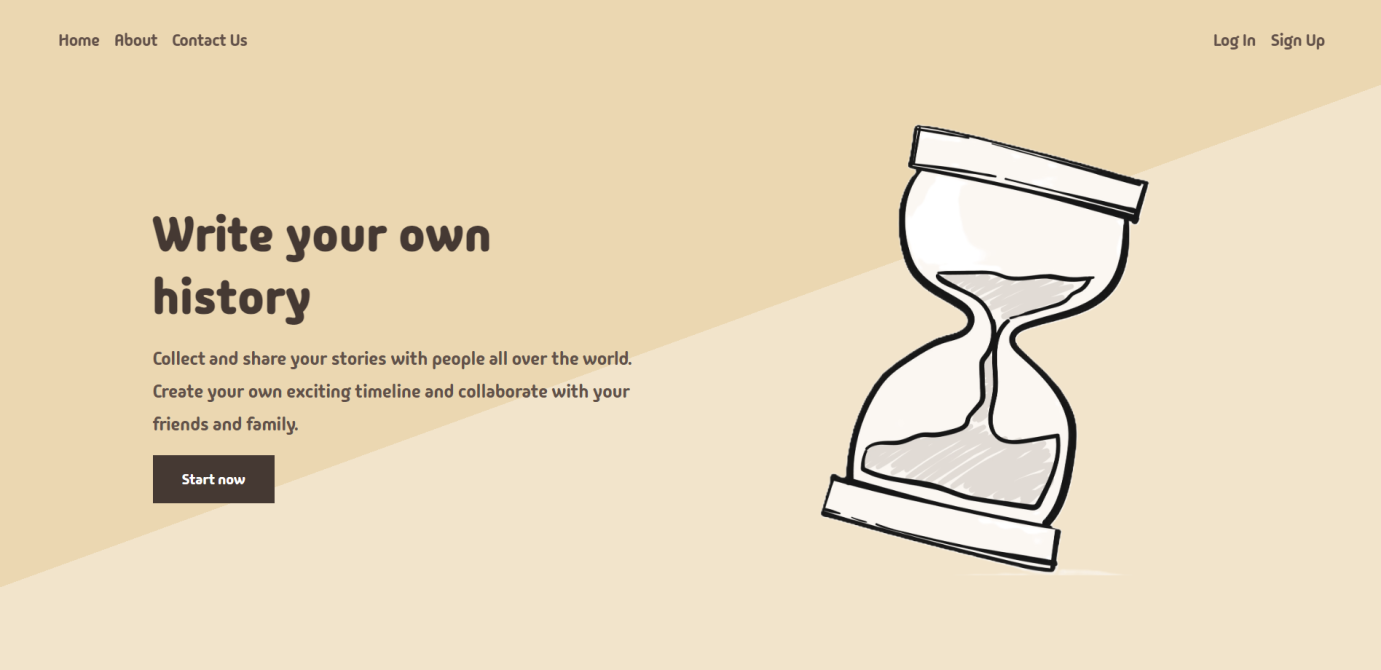 Home About Contact Us Log In Sign Up
Write your own
history
Collect and share your stories with people all over the world.
Create your own exciting timeline and collaborate with your
friends and family.
Start now